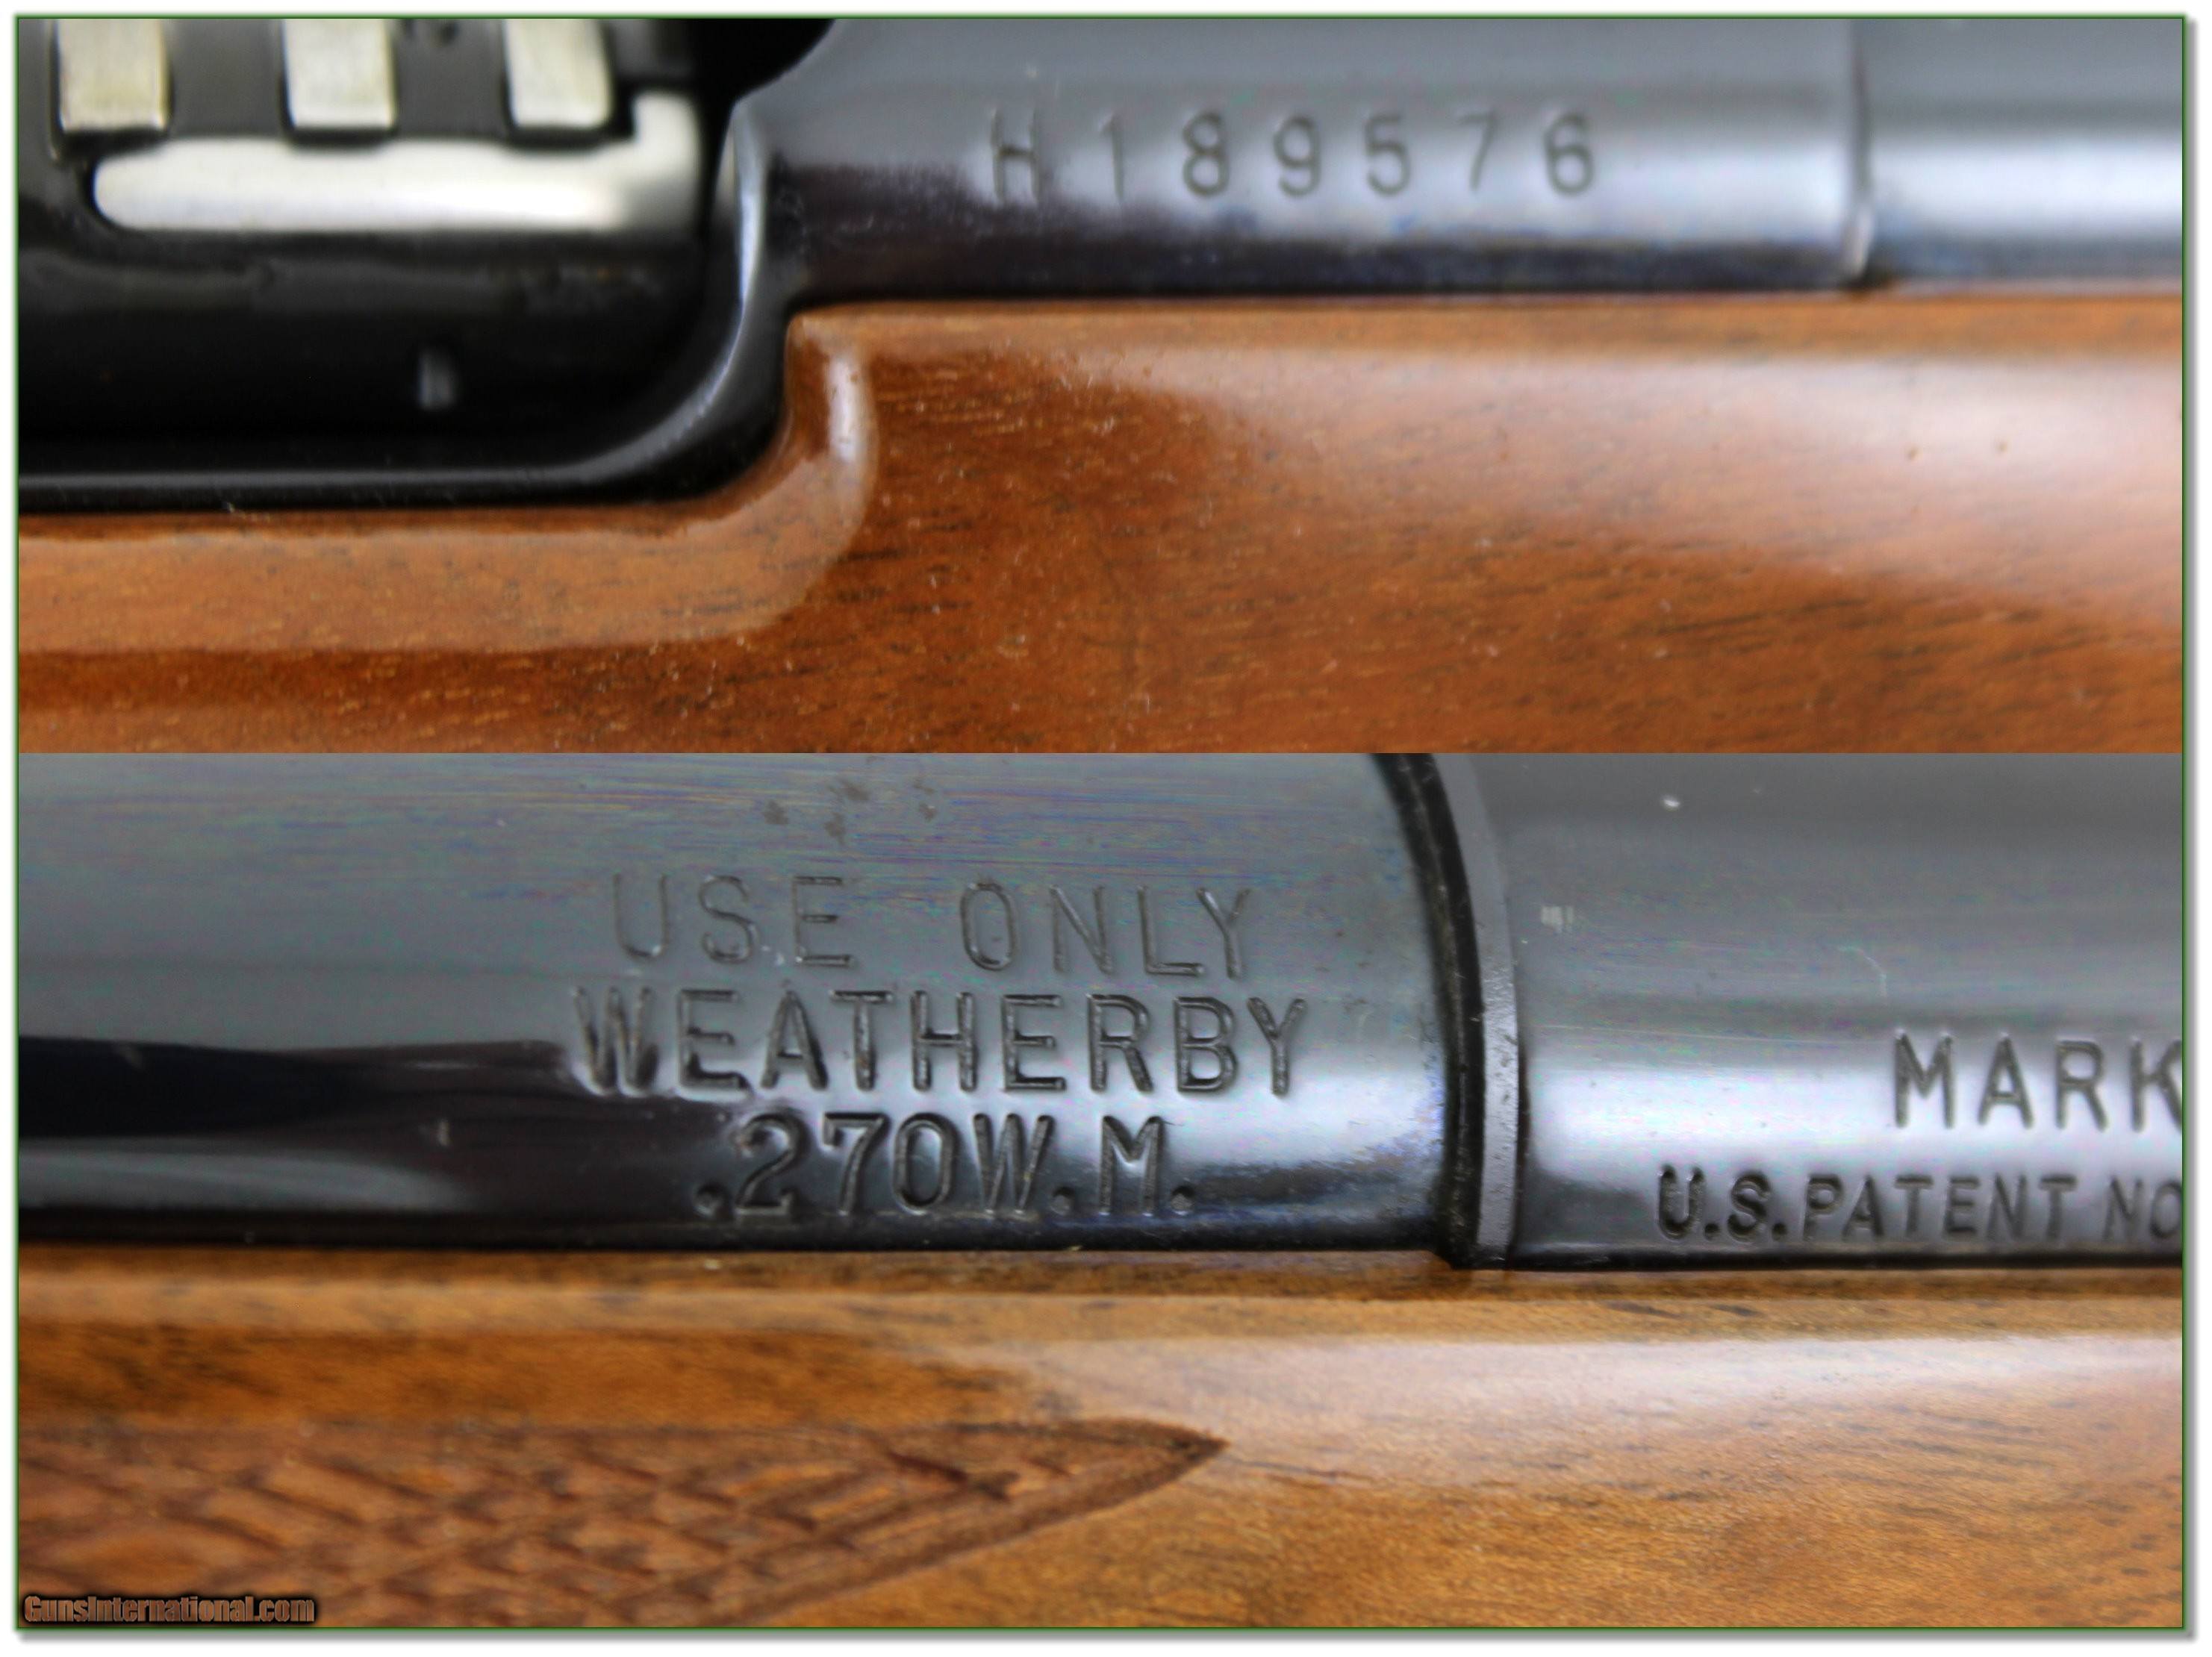 H189576
USE ONLY
WEATHERBY
.270W.M.
MARK
U.S. PATENT NO
GunsInternational.com